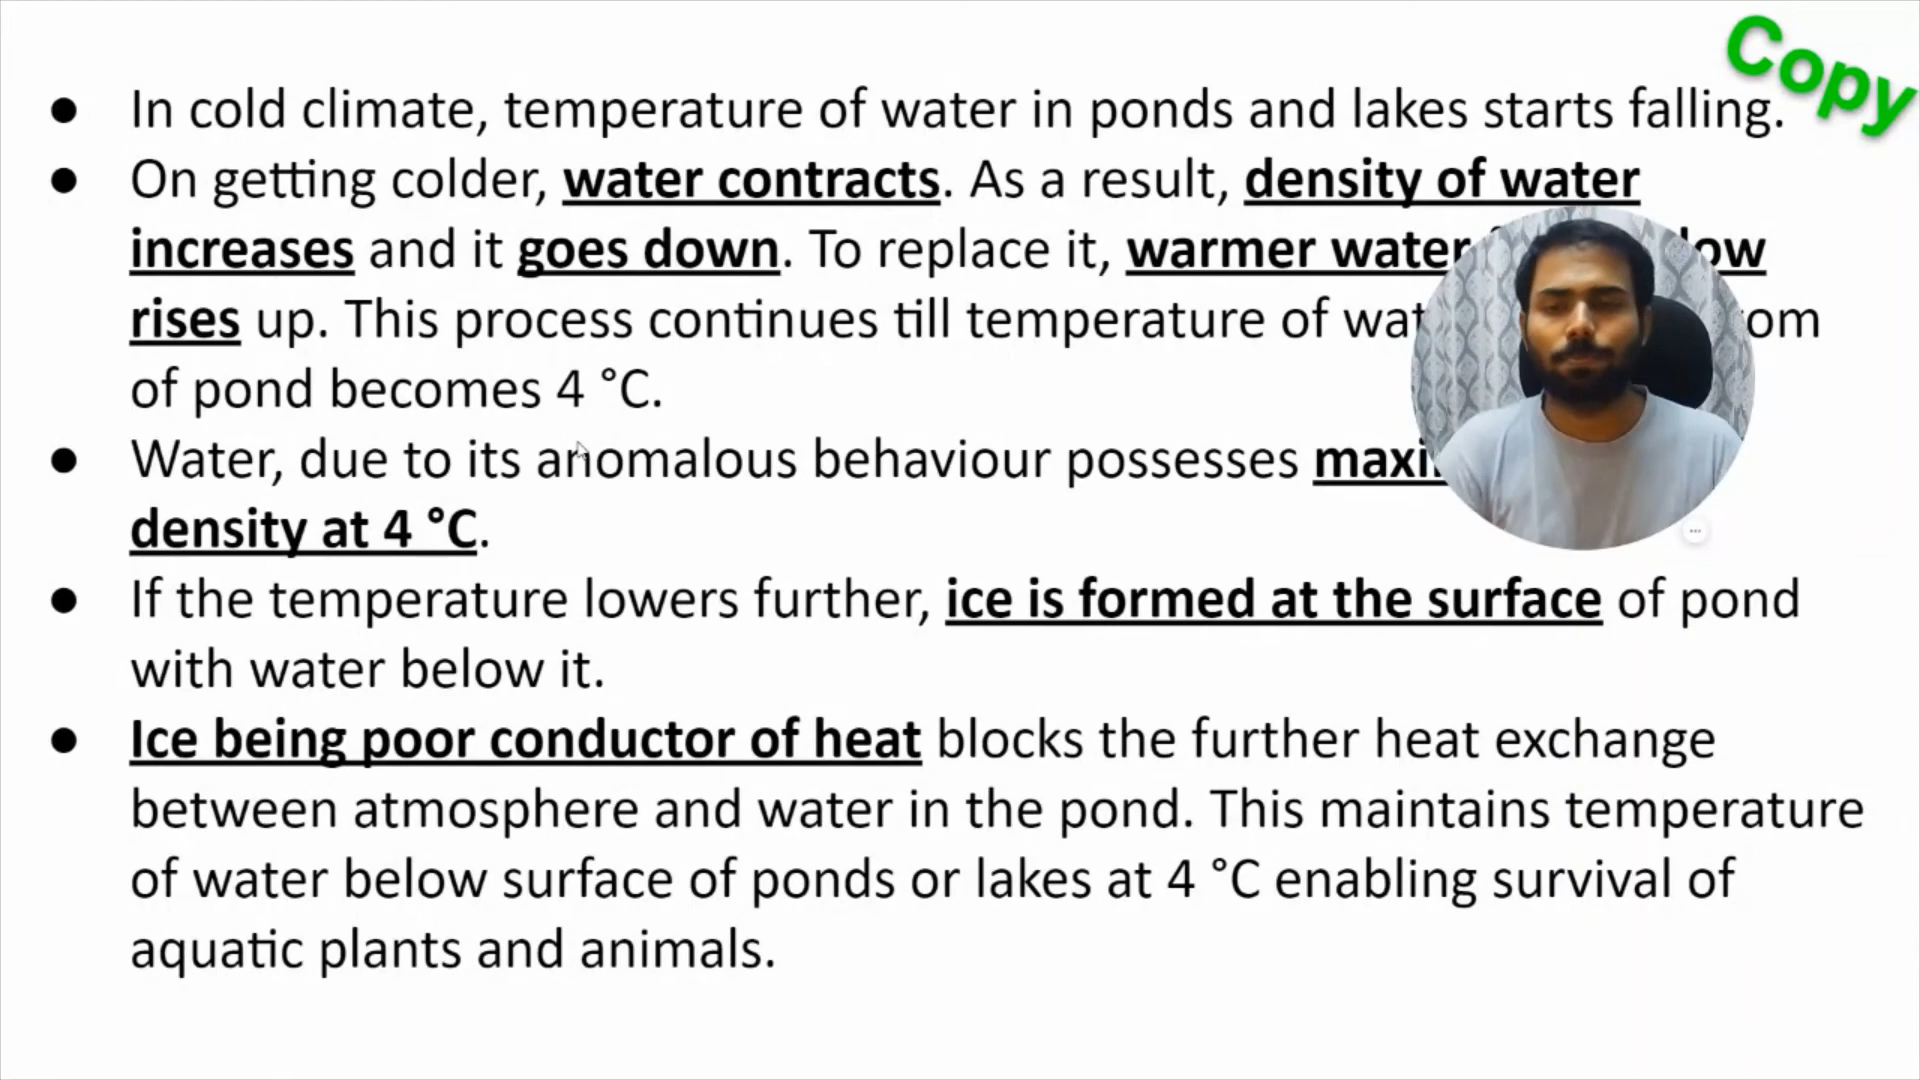 Copy
● In cold climate, temperature of water in ponds and lakes starts falling.
● On getting colder, water contracts. As a result, density of water
increases and it goes down. To replace it, warmer water
rises up. This process continues till temperature of
of pond becomes 4 °C.
● Water, due to its anomalous behaviour possesses
density at 4 °C.
● If the temperature lowers further, ice is formed at the surface of pond
with water below it.
● Ice being poor conductor of heat blocks the further heat exchange
between atmosphere and water in the pond. This maintains temperature
of water below surface of ponds or lakes at 4 °C enabling survival of
aquatic plants and animals.